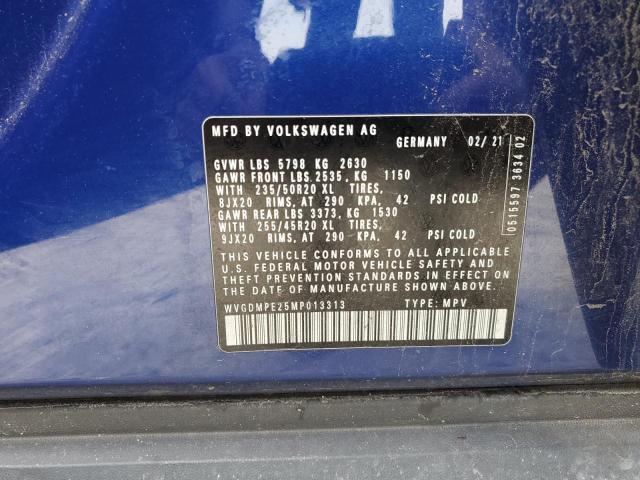 MFD BY VOLKSWAGEN AG
GERMANY 02/ 21
GVWR LBS 5798 KG 2630
GAWR FRONT LBS.2535, KG 1150
WITH 235/50R20 XL TIRES,
8JX20 RIMS, AT 290 KPA, 42 PSI COLD
GAWR REAR LBS 3373, KG 1530
WITH 255/45R20 XL TIRES,
9JX20 RIMS, AT 290 KPA, 42 PSI COLD
THIS VEHICLE CONFORMS TO ALL APPLICABLE
U.S. FEDERAL MOTOR VEHICLE SAFETY AND
THEFT PREVENTION STANDARDS IN EFFECT ON
THE DATE OF MANUFACTURE SHOWN ABOVE.
WVGDMPE25MP013313 TYPE: MPV
0515597 3634 02